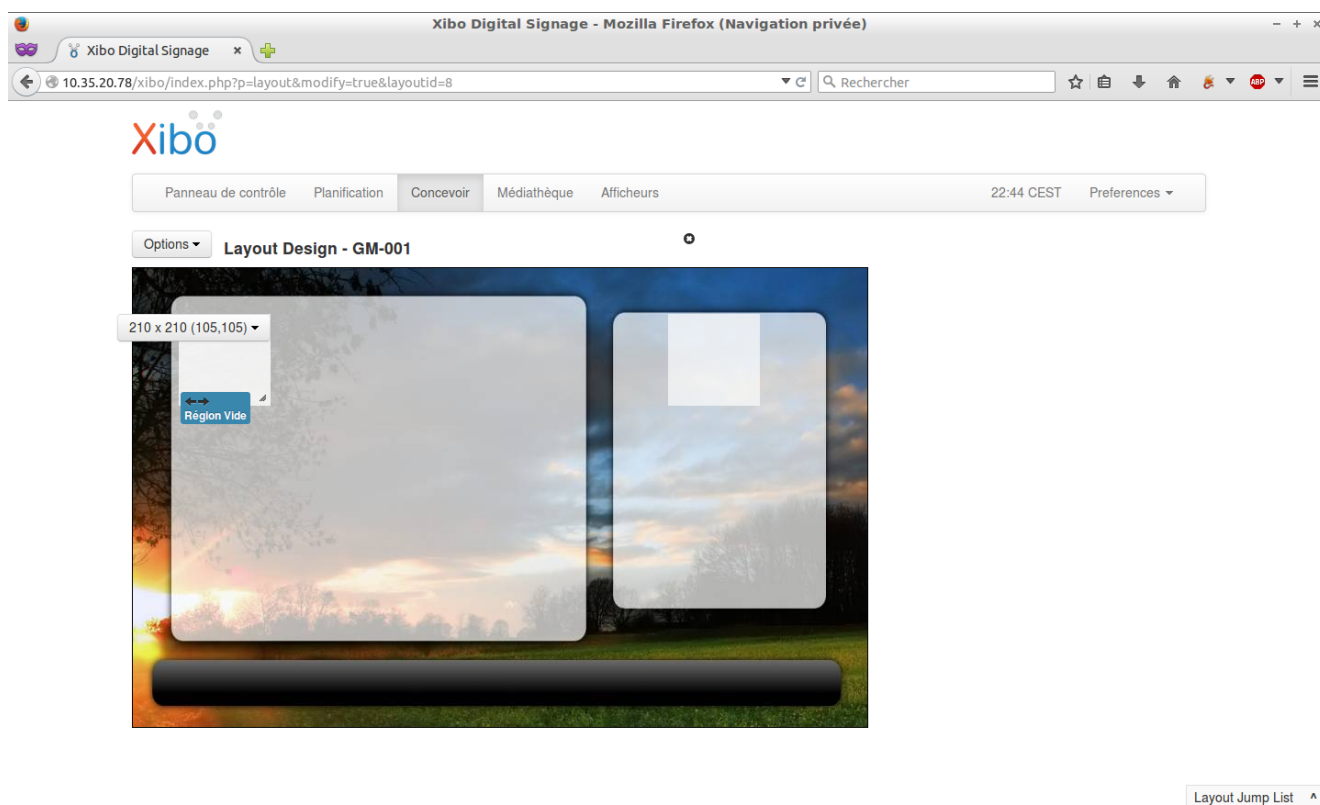 Xibo Digital Signage - Mozilla Firefox (Navigation privée)
Xibo Digital Signage
10.35.20.78/xibo/index.php?p=layout&modify=true&layoutid=8
Rechercher
ABP
Xibo
Panneau de contrôle Planification Concevoir Médiathèque Afficheurs 22:44 CEST Preferences
Options Layout Design - GM-001
210 x 210 (105,105)
Région Vide
Layout Jump List